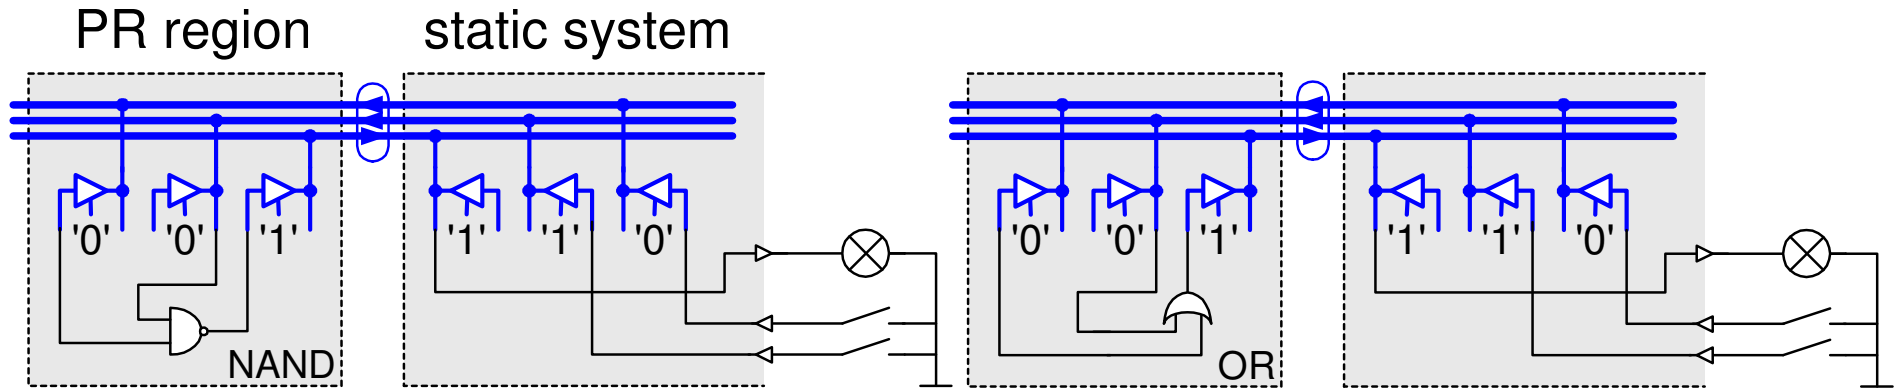 PR region static system
'0' '0' '1' '1' '1' '0' '0' '0' '1' '1' '1' '0'
NAND OR